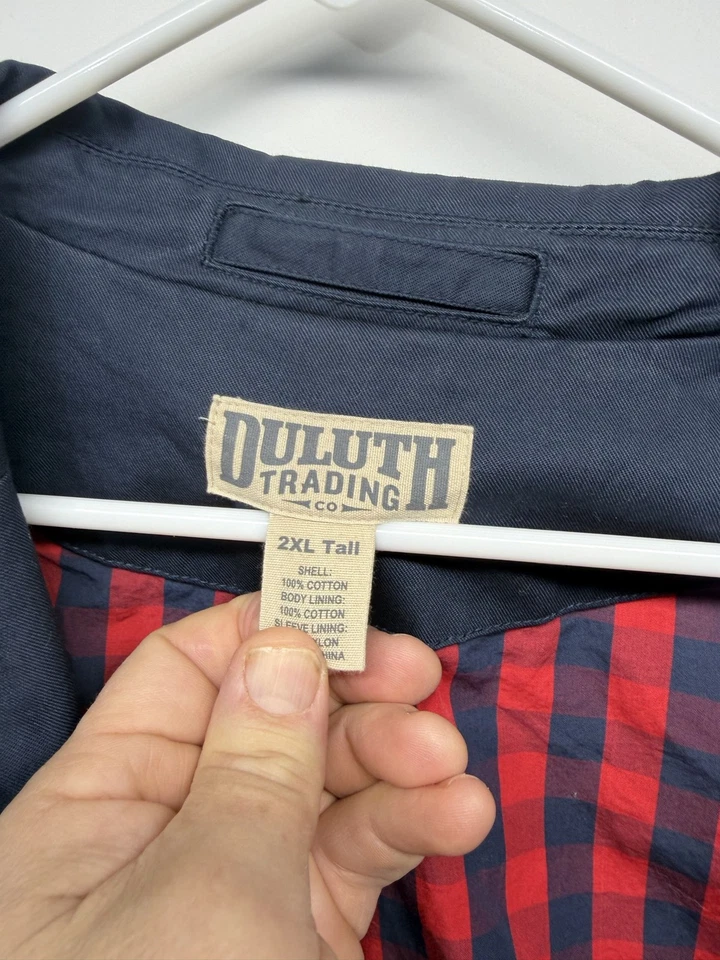 DULUTH
TRADING
CO
2XL Tall
SHELL:
100% COTTON
BODY LINING:
100% COTTON
SLEEVE LINING: